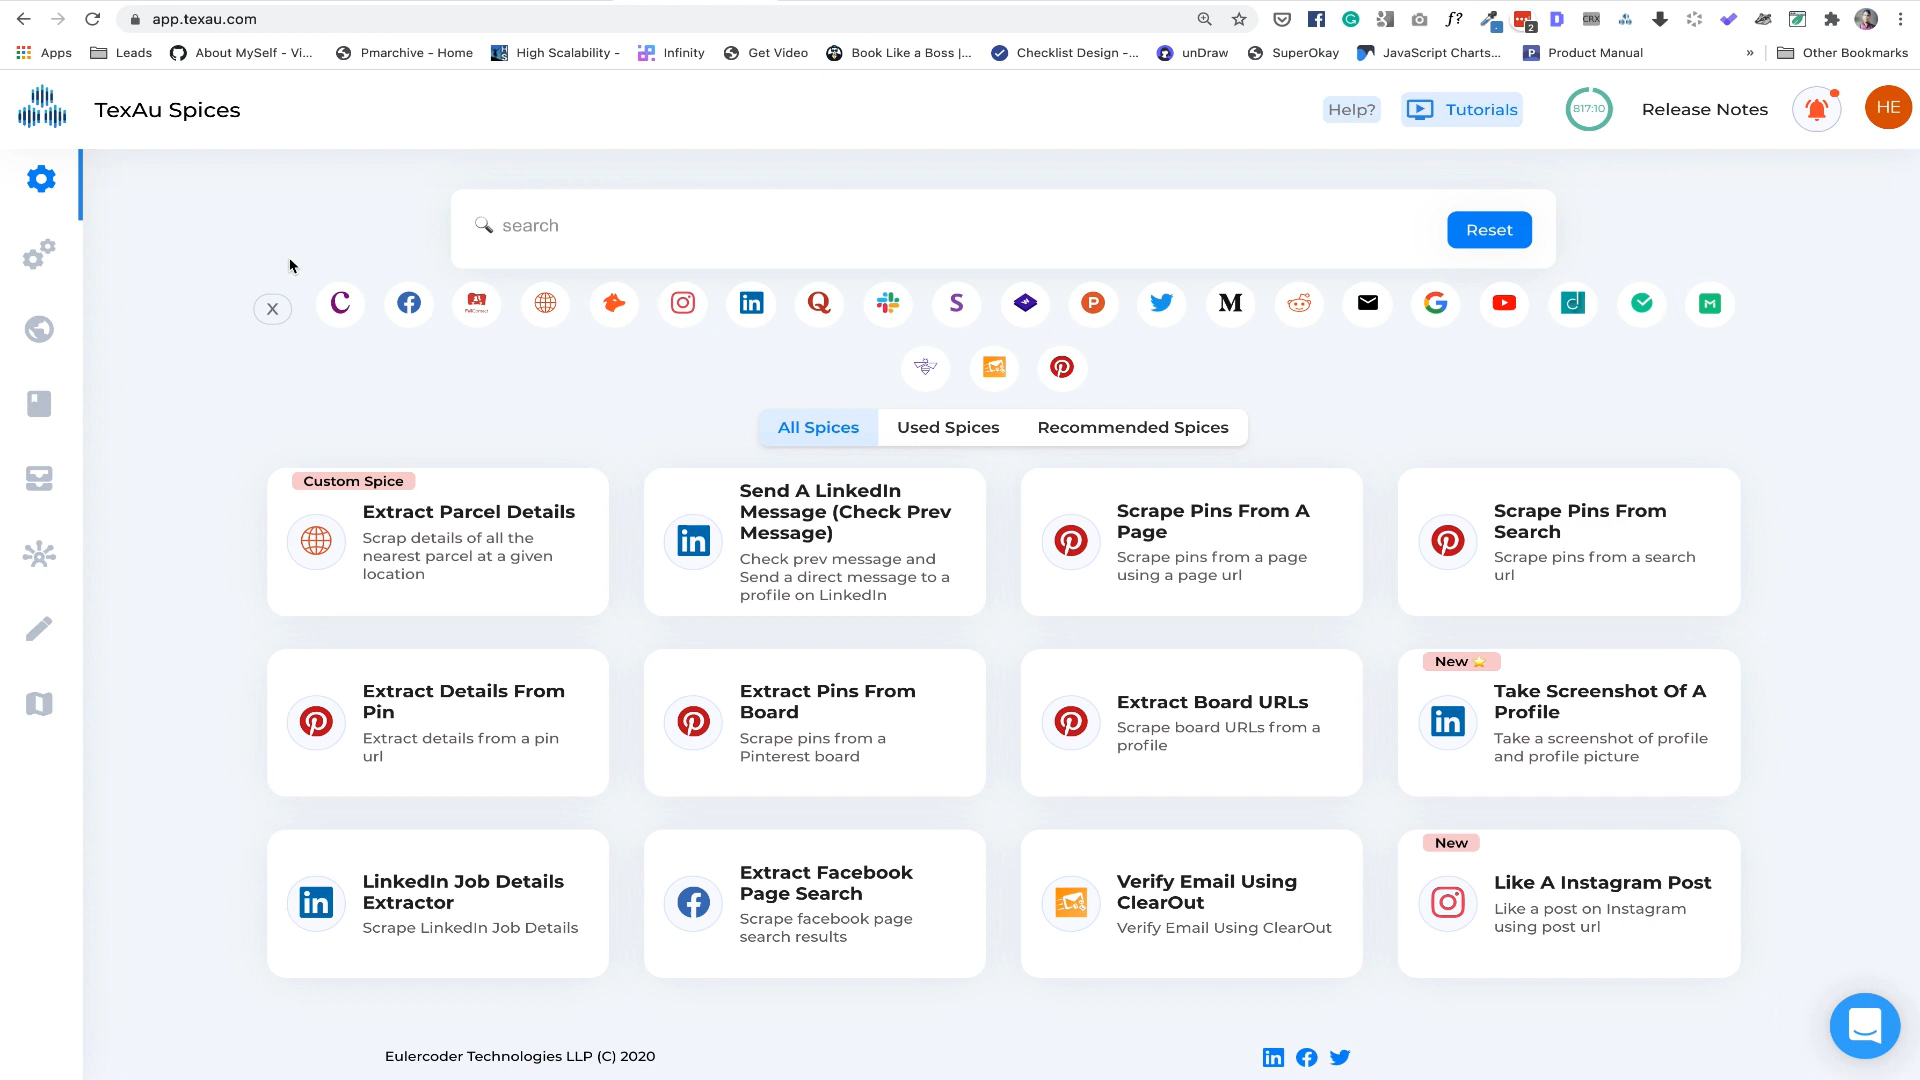 app.texau.com
Apps
Leads
About MySelf - Vi...
Pmarchive - Home
High Scalability -
Infinity
Get Video
Book Like a Boss |...
Checklist Design -...
unDraw
SuperOkay
JavaScript Charts...
Product Manual
»
Other Bookmarks
TexAu Spices
Help?
Tutorials
817:10
Release Notes
HE
search
Reset
X
All Spices
Used Spices
Recommended Spices
Custom Spice
Extract Parcel Details
Scrap details of all the
nearest parcel at a given
location
Send A LinkedIn
Message (Check Prev
Message)
Check prev message and
Send a direct message to a
profile on LinkedIn
Scrape Pins From A
Page
Scrape pins from a page
using a page url
Scrape Pins From
Search
Scrape pins from a search
url
Extract Details From
Pin
Extract details from a pin
url
Extract Pins From
Board
Scrape pins from a
Pinterest board
Extract Board URLs
Scrape board URLs from a
profile
New
Take Screenshot Of A
Profile
Take a screenshot of profile
and profile picture
LinkedIn Job Details
Extractor
Scrape LinkedIn Job Details
Extract Facebook
Page Search
Scrape facebook page
search results
Verify Email Using
ClearOut
Verify Email Using ClearOut
New
Like A Instagram Post
Like a post on Instagram
using post url
Eulercoder Technologies LLP (C) 2020